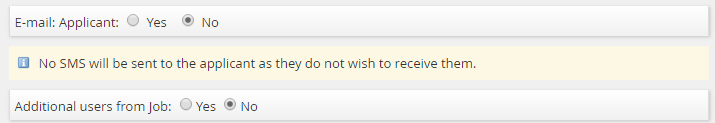 E-mail: Applicant: Yes No
No SMS will be sent to the applicant as they do not wish to receive them.
Additional users from Job: Yes No